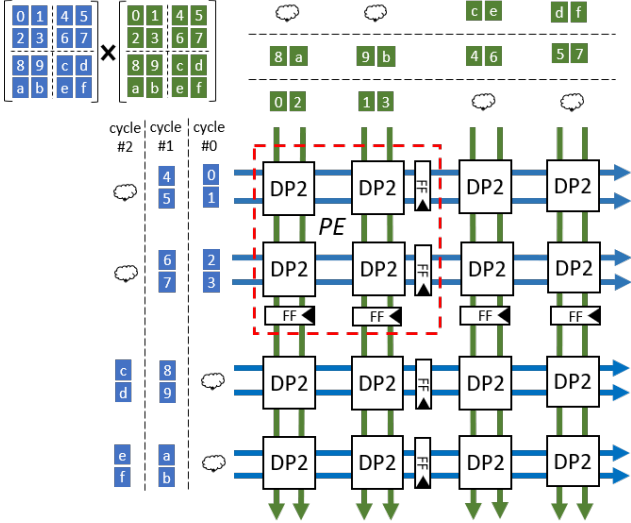 0 1 4 5
2 3 6 7
8 9 c d
a b e f
×
0 1 4 5
2 3 6 7
8 9 c d
a b e f
c e d f
8 a 9 b 4 6 5 7
0 2 1 3
cycle #2
cycle #1
cycle #0
4 0
5 1
DP2 DP2 FF DP2 DP2
PE
6 2
7 3
DP2 DP2 FF DP2 DP2
FF FF FF FF
c 8
d 9
DP2 DP2 FF DP2 DP2
e a
f b
DP2 DP2 FF DP2 DP2